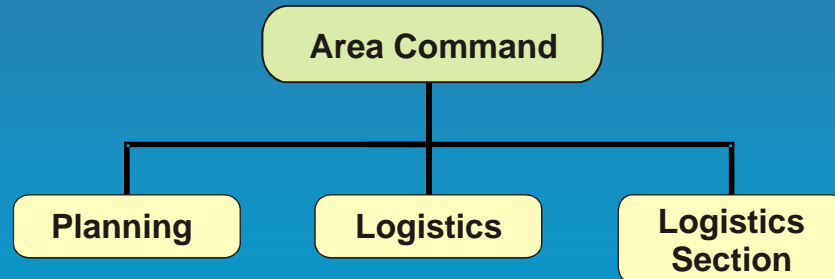 Area Command
Planning
Logistics
Logistics
Section